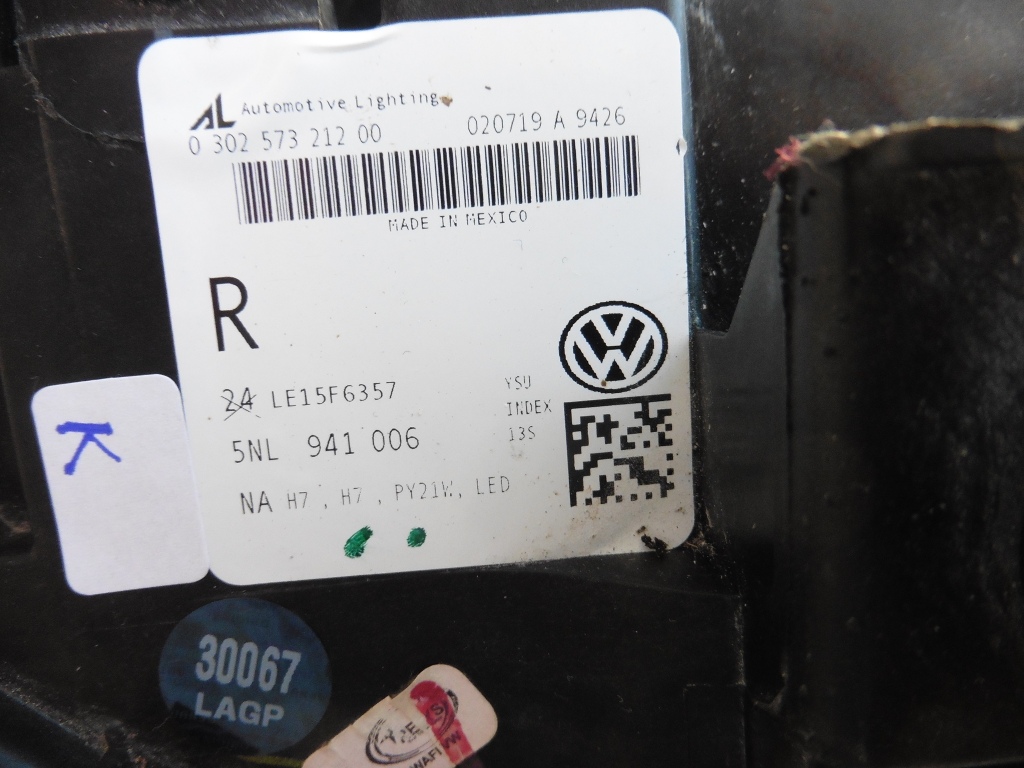 AL Automotive Lighting
0 302 573 212 00 020719 A 9426
MADE IN MEXICO
R
24 LE15F6357 YSU
INDEX
13S
5NL 941 006
NA H7 , H7 , PY21W, LED
K
30067
LAGP